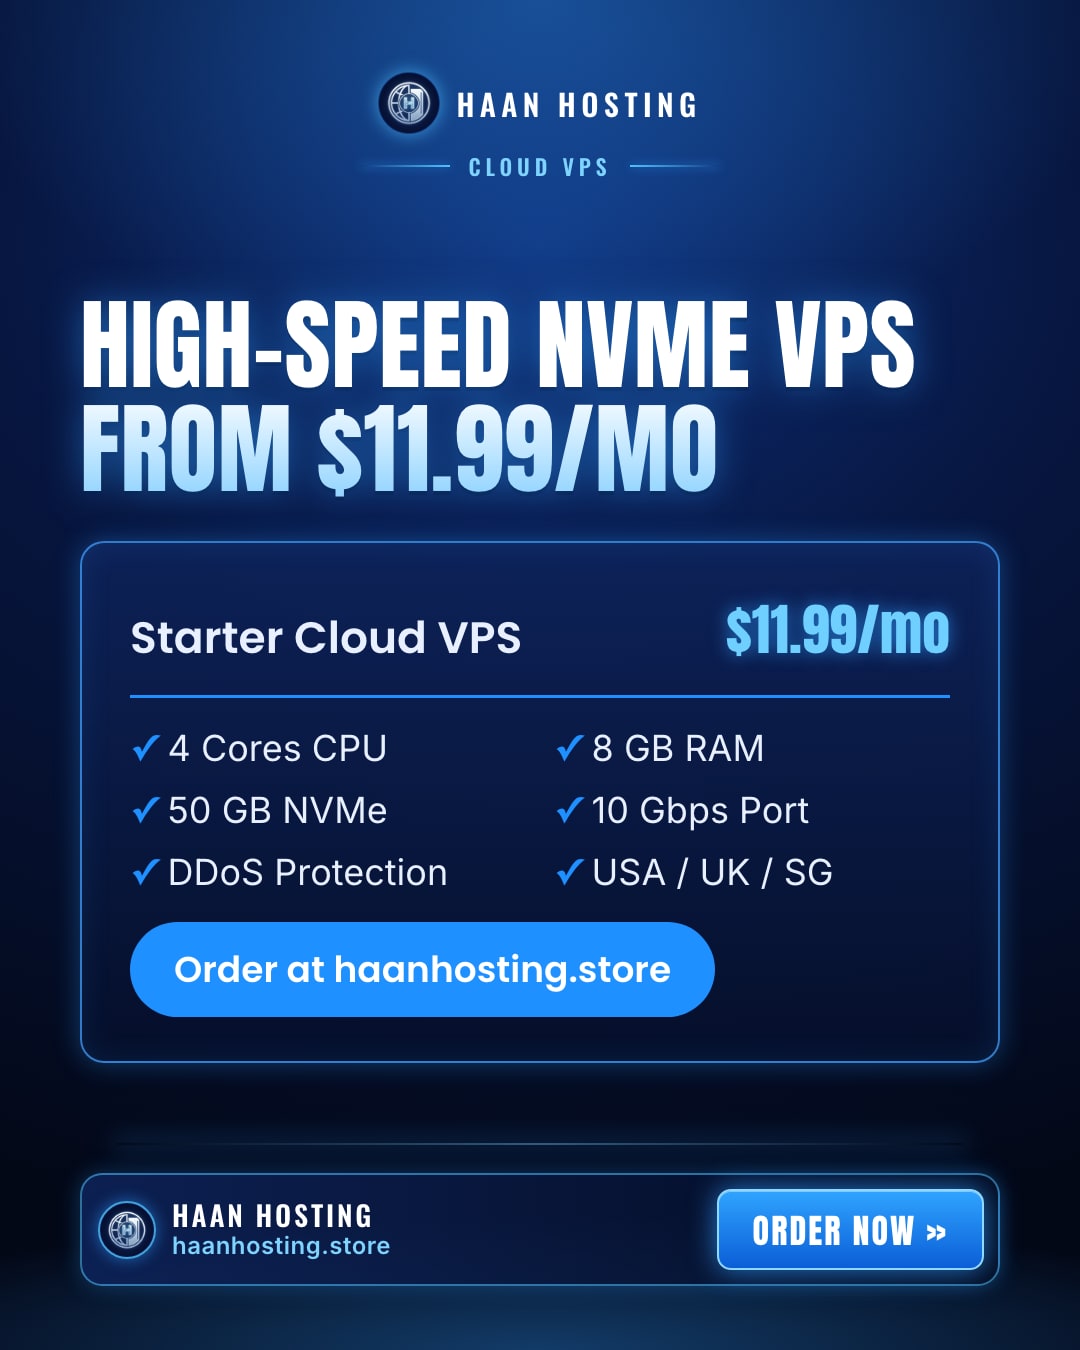 HAAN HOSTING
CLOUD VPS
HIGH-SPEED NVME VPS
FROM $11.99/MO
Starter Cloud VPS
$11.99/mo
✓ 4 Cores CPU
✓ 8 GB RAM
✓ 50 GB NVMe
✓ 10 Gbps Port
✓ DDoS Protection
✓ USA / UK / SG
Order at haanhosting.store
HAAN HOSTING
haanhosting.store
ORDER NOW »